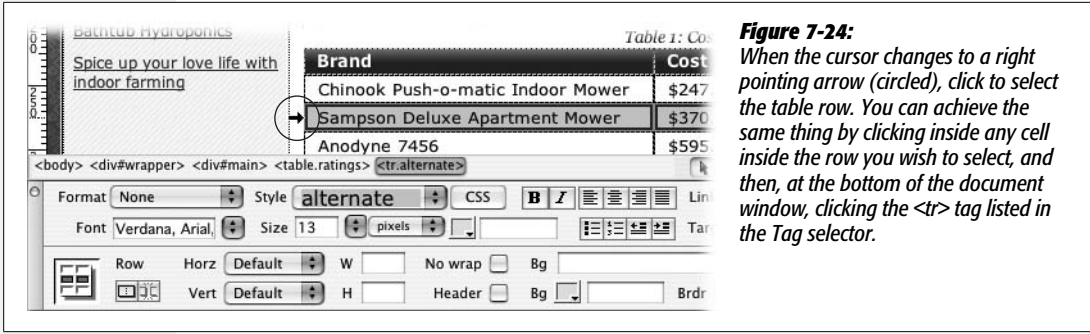 Bathtub Hydroponics
Spice up your love life with
indoor farming
Table 1: Cos
Brand Cost
Chinook Push-o-matic Indoor Mower $247.
Sampson Deluxe Apartment Mower $370
Anodyne 7456 $595.
<body> <div#wrapper> <div#main> <table.ratings> <tr.alternate>
Format None Style alternate CSS B I Lin
Font Verdana, Arial, Size 13 pixels Tar
Row Horz Default W No wrap Bg
Vert Default H Header Bg Brdr
Figure 7-24:
When the cursor changes to a right
pointing arrow (circled), click to select
the table row. You can achieve the
same thing by clicking inside any cell
inside the row you wish to select, and
then, at the bottom of the document
window, clicking the <tr> tag listed in
the Tag selector.